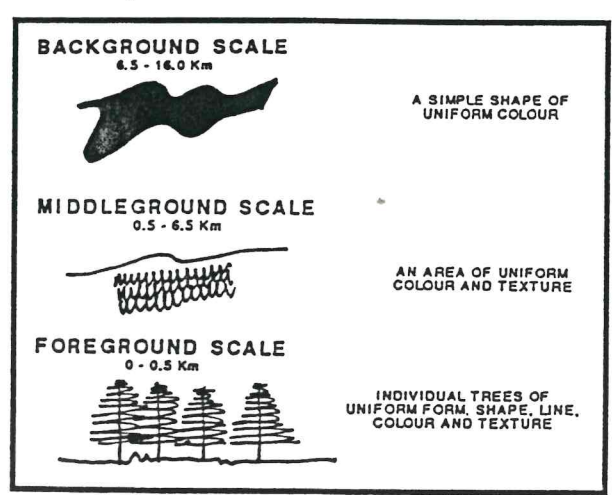 BACKGROUND SCALE
6.5 - 16.0 Km
A SIMPLE SHAPE OF
UNIFORM COLOUR
MIDDLEGROUND SCALE
0.5 - 6.5 Km
AN AREA OF UNIFORM
COLOUR AND TEXTURE
FOREGROUND SCALE
0 - 0.5 Km
INDIVIDUAL TREES OF
UNIFORM FORM, SHAPE, LINE,
COLOUR AND TEXTURE